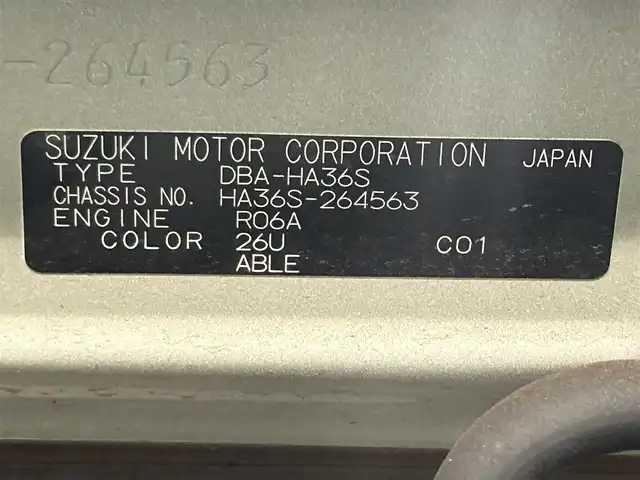 -264563
SUZUKI MOTOR CORPORATION JAPAN
TYPE DBA-HA36S
CHASSIS NO. HA36S-264563
ENGINE R06A
COLOR 26U C01
ABLE